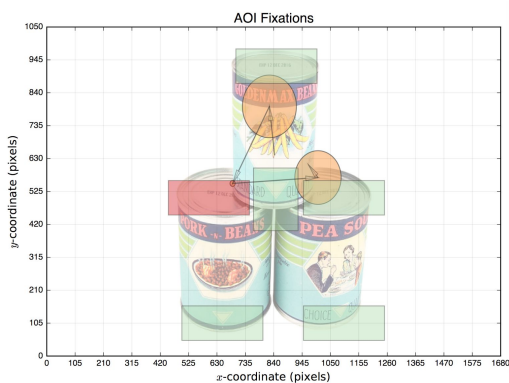 AOI Fixations
1050
945
840
735
630
525
420
315
210
105
0
y-coordinate (pixels)
GOLDENMAX BEANS
PORK -N- BEANS
PEA SOU
CHOICE
0 105 210 315 420 525 630 735 840 945 1050 1155 1260 1365 1470 1575 1680
x-coordinate (pixels)